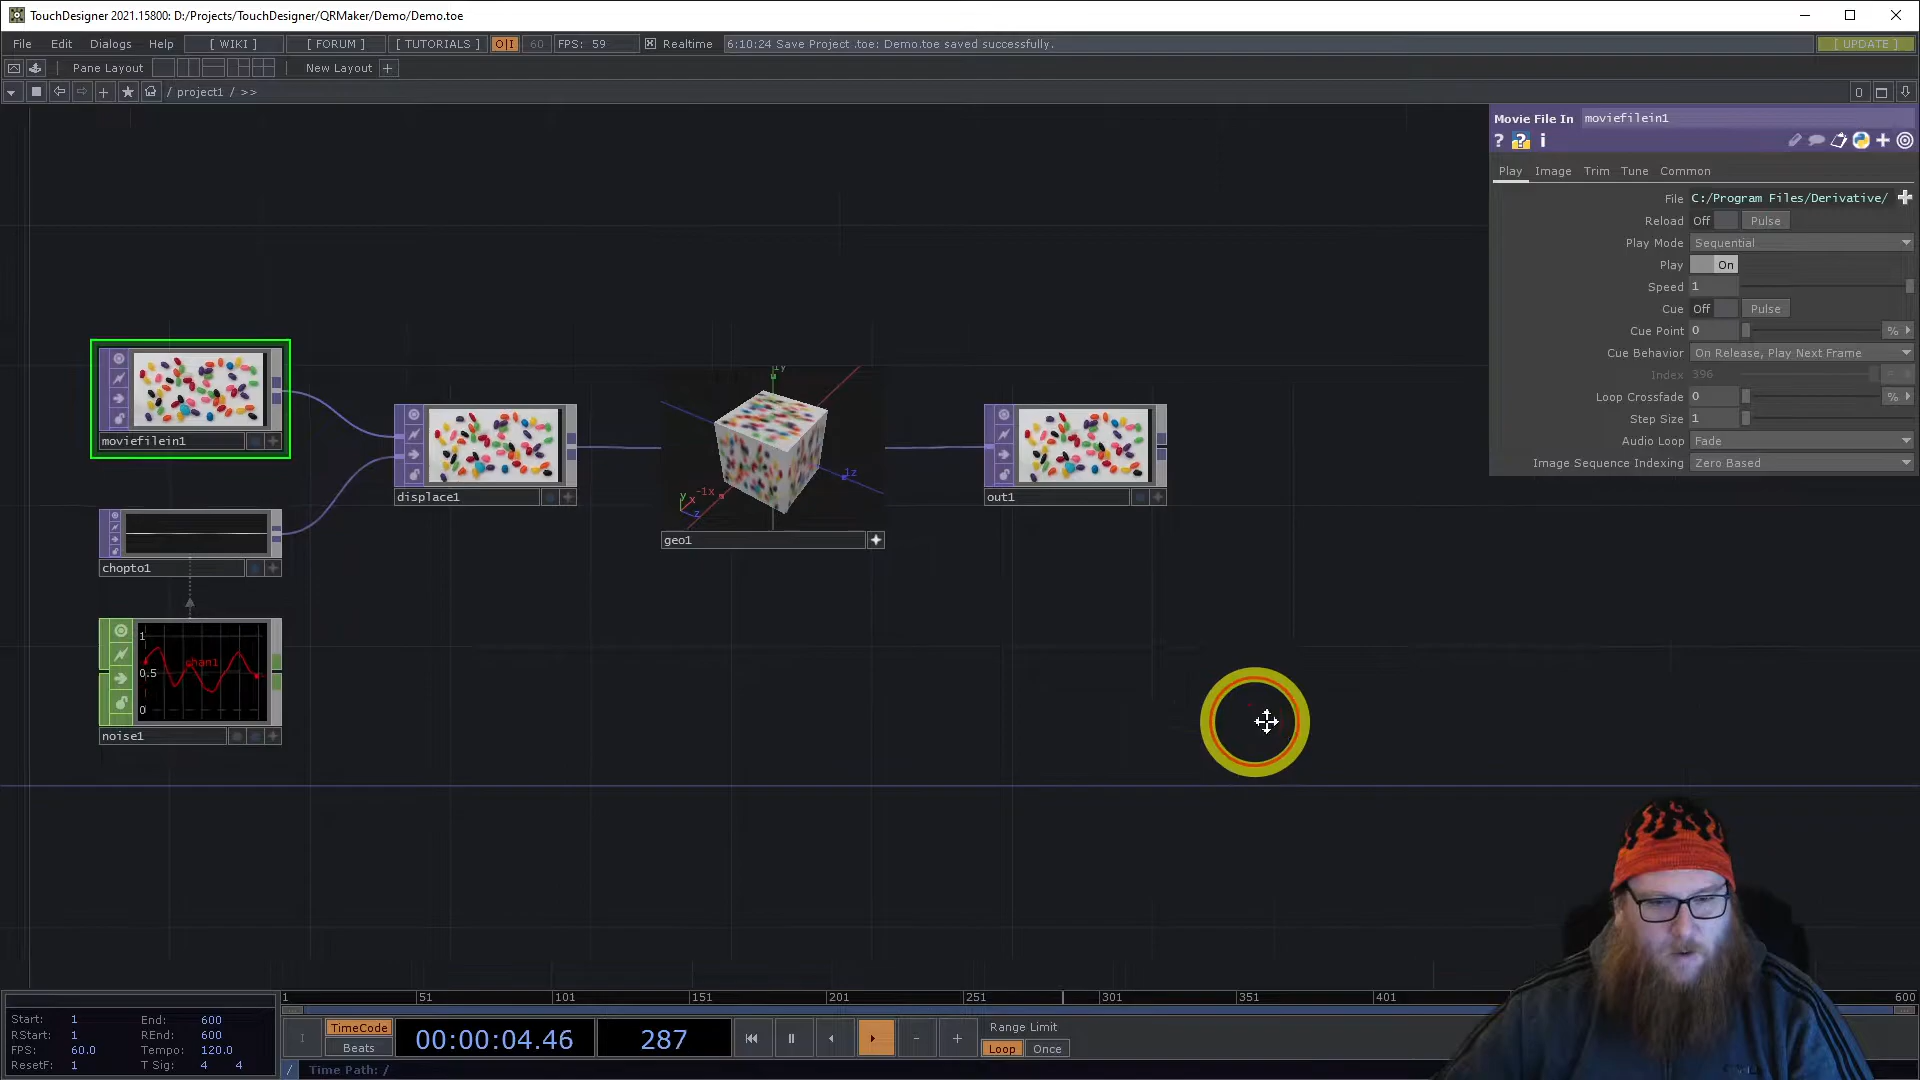 TouchDesigner 2021.15800: D:/Projects/TouchDesigner/QRMaker/Demo/Demo.toe
File Edit Dialogs Help [ WIKI ] [ FORUM ] [ TUTORIALS ] O|I 60 FPS: 59 Realtime 6:10:24 Save Project .toe: Demo.toe saved successfully. [ UPDATE ]
Pane Layout New Layout +
/ project1 / >> 0
Movie File In moviefilein1
? ? i
Play Image Trim Tune Common
File C:/Program Files/Derivative/
Reload Off Pulse
Play Mode Sequential
Play On
Speed 1
Cue Off Pulse
Cue Point 0 %
Cue Behavior On Release, Play Next Frame
Index 396
Loop Crossfade 0 %
Step Size 1
Audio Loop Fade
Image Sequence Indexing Zero Based
moviefilein1
displace1
1y
-1x
1z
y
x
z
geo1
out1
chopto1
1
chan1
0.5
0
noise1
1 51 101 151 201 251 301 351 401 600
Start: 1 End: 600
RStart: 1 REnd: 600
FPS: 60.0 Tempo: 120.0
ResetF: 1 T Sig: 4 4
TimeCode
Beats
00:00:04.46
287
Range Limit
Loop Once
/ Time Path: /